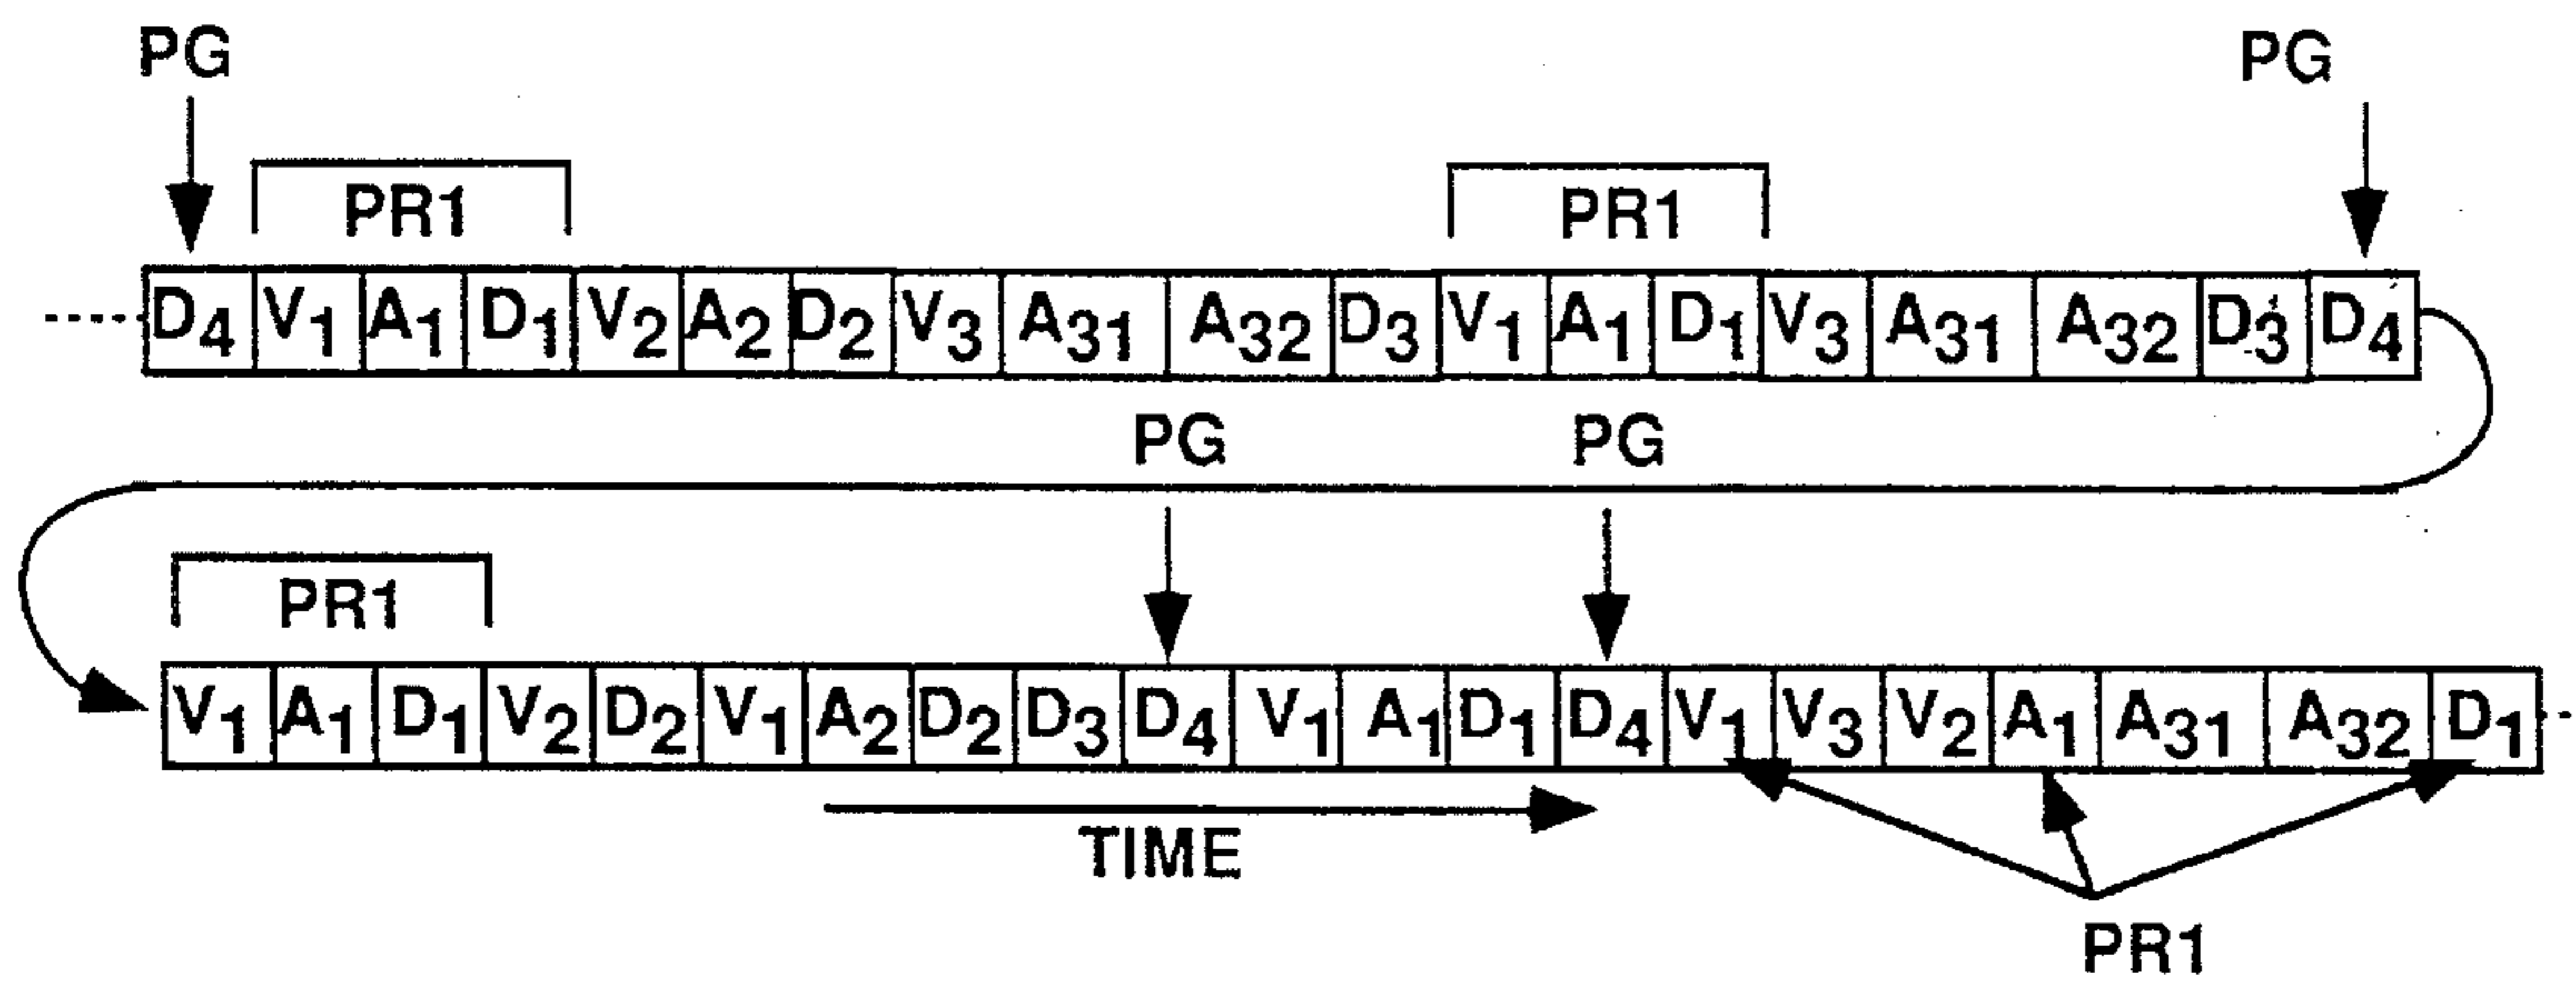 PG PG
PR1 PR1
D4 V1 A1 D1 V2 A2 D2 V3 A31 A32 D3 V1 A1 D1 V3 A31 A32 D3 D4
PG PG
PR1
V1 A1 D1 V2 D2 V1 A2 D2 D3 D4 V1 A1 D1 D4 V1 V3 V2 A1 A31 A32 D1
TIME
PR1